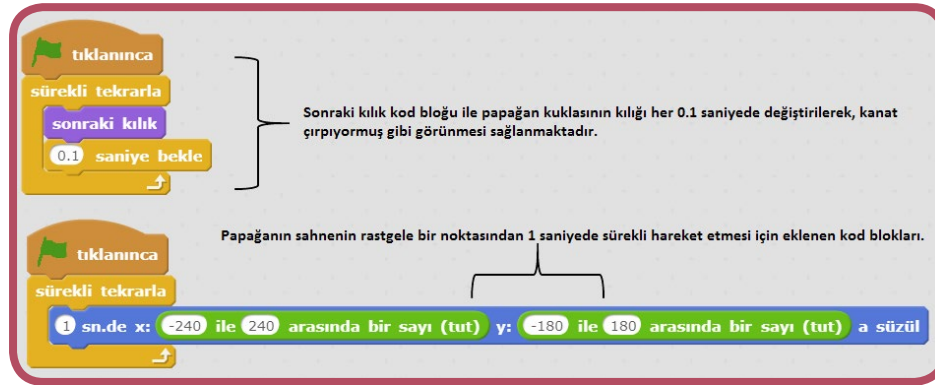 tıklanınca
sürekli tekrarla
sonraki kılık
0.1 saniye bekle
Sonraki kılık kod bloğu ile papağan kuklasının kılığı her 0.1 saniyede değiştirilerek, kanat
çırpıyormuş gibi görünmesi sağlanmaktadır.
Papağanın sahnenin rastgele bir noktasından 1 saniyede sürekli hareket etmesi için eklenen kod blokları.
tıklanınca
sürekli tekrarla
1 sn.de x: -240 ile 240 arasında bir sayı (tut) y: -180 ile 180 arasında bir sayı (tut) a süzül